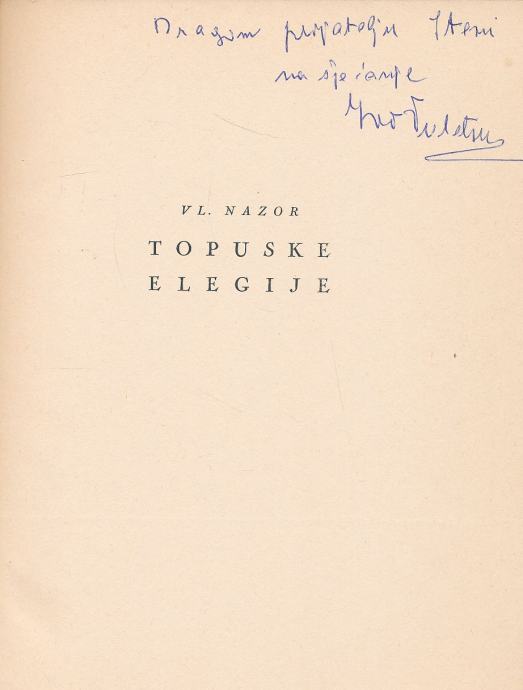 Dragom prijatelju Stevi
na sjećanje
VL. NAZOR
TOPUSKE
ELEGIJE